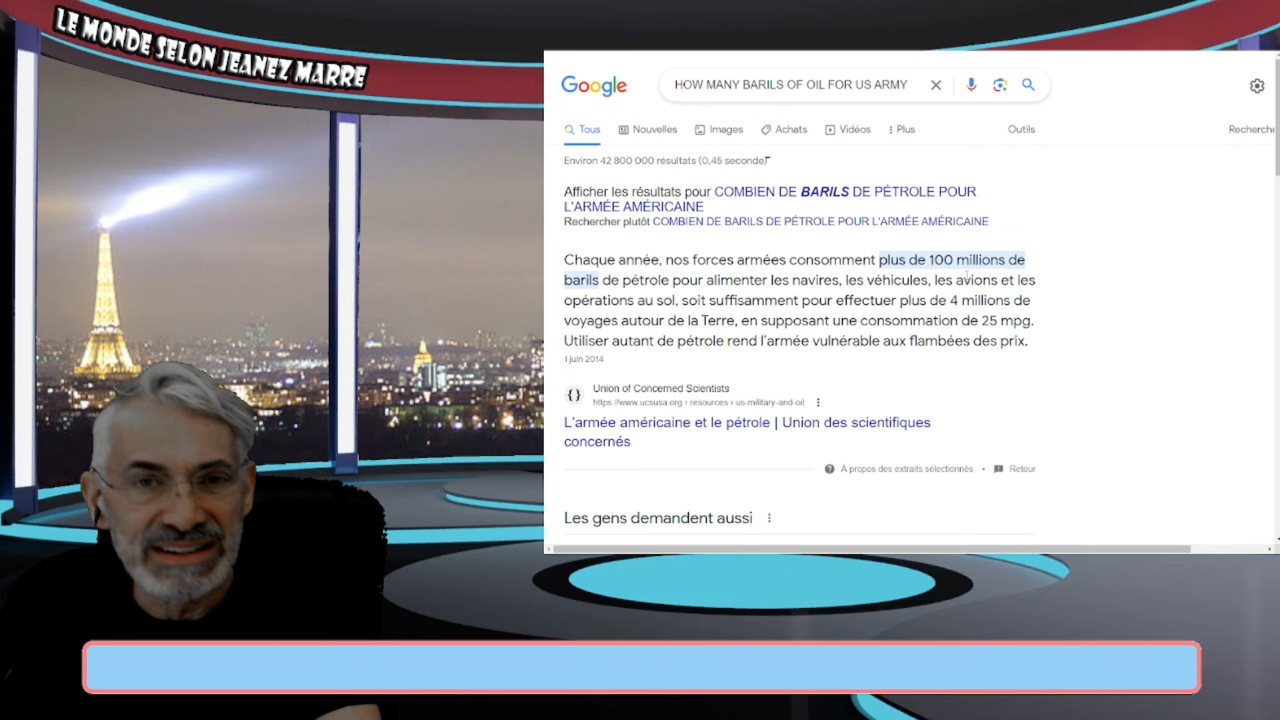 LE MONDE SELON JEANEZ MARRE
Google
HOW MANY BARILS OF OIL FOR US ARMY
Tous
Nouvelles
Images
Achats
Vidéos
Plus
Outils
Recherche
Environ 42 800 000 résultats (0,45 seconde)
Afficher les résultats pour COMBIEN DE BARILS DE PÉTROLE POUR
L'ARMÉE AMÉRICAINE
Rechercher plutôt COMBIEN DE BARILS DE PÉTROLE POUR L'ARMÉE AMÉRICAINE
Chaque année, nos forces armées consomment plus de 100 millions de
barils de pétrole pour alimenter les navires, les véhicules, les avions et les
opérations au sol, soit suffisamment pour effectuer plus de 4 millions de
voyages autour de la Terre, en supposant une consommation de 25 mpg.
Utiliser autant de pétrole rend l'armée vulnérable aux flambées des prix.
1 juin 2014
Union of Concerned Scientists
https://www.ucsusa.org › resources › us-military-and-oil
L'armée américaine et le pétrole | Union des scientifiques
concernés
À propos des extraits sélectionnés • Retour
Les gens demandent aussi